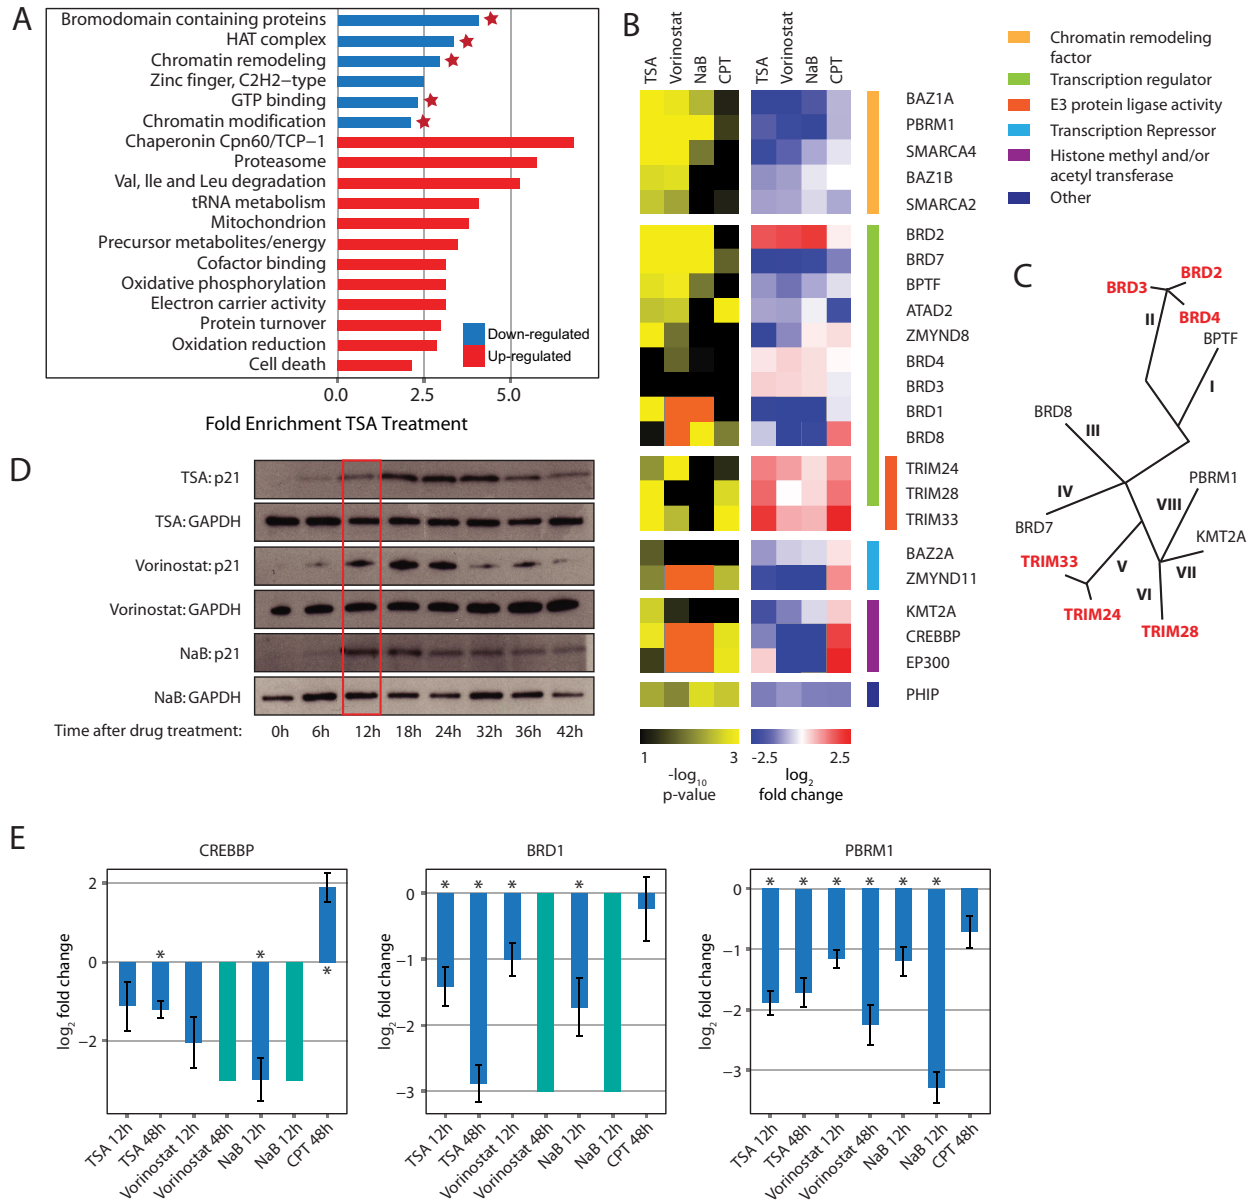 A
Bromodomain containing proteins
HAT complex
Chromatin remodeling
Zinc finger, C2H2−type
GTP binding
Chromatin modification
Chaperonin Cpn60/TCP−1
Proteasome
Val, Ile and Leu degradation
tRNA metabolism
Mitochondrion
Precursor metabolites/energy
Cofactor binding
Oxidative phosphorylation
Electron carrier activity
Protein turnover
Oxidation reduction
Cell death
Down-regulated
Up-regulated
0.0 2.5 5.0
Fold Enrichment TSA Treatment
B
TSA Vorinostat NaB CPT TSA Vorinostat NaB CPT
BAZ1A
PBRM1
SMARCA4
BAZ1B
SMARCA2
BRD2
BRD7
BPTF
ATAD2
ZMYND8
BRD4
BRD3
BRD1
BRD8
TRIM24
TRIM28
TRIM33
BAZ2A
ZMYND11
KMT2A
CREBBP
EP300
PHIP
1 3 -2.5 2.5
-log10
p-value
log2
fold change
Chromatin remodeling
factor
Transcription regulator
E3 protein ligase activity
Transcription Repressor
Histone methyl and/or
acetyl transferase
Other
C
BRD2
BRD3
BRD4
II
BPTF
I
BRD8
III
IV
PBRM1
VIII
BRD7
KMT2A
TRIM33
V
VII
VI
TRIM24
TRIM28
D
TSA: p21
TSA: GAPDH
Vorinostat: p21
Vorinostat: GAPDH
NaB: p21
NaB: GAPDH
Time after drug treatment: 0h 6h 12h 18h 24h 32h 36h 42h
E
CREBBP
log2 fold change
2
0
−2
* * *
TSA 12h TSA 48h Vorinostat 12h Vorinostat 48h NaB 12h NaB 12h CPT 48h
BRD1
log2 fold change
0
−1
−2
−3
* * * *
TSA 12h TSA 48h Vorinostat 12h Vorinostat 48h NaB 12h NaB 12h CPT 48h
PBRM1
log2 fold change
0
−1
−2
−3
* * * * * *
TSA 12h TSA 48h Vorinostat 12h Vorinostat 48h NaB 12h NaB 12h CPT 48h